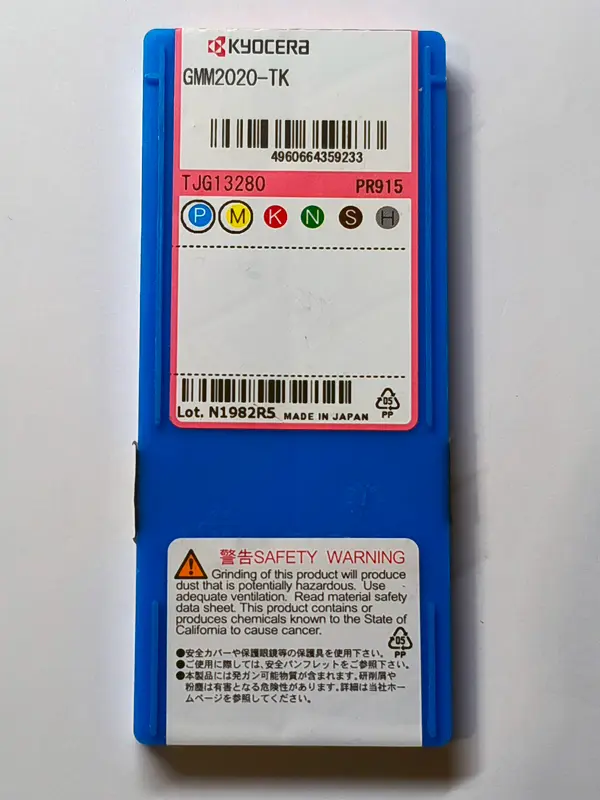 KYOCERA
GMM2020-TK
4960664359233
TJG13280 PR915
P M K N S H
Lot. N1982R5 MADE IN JAPAN
05
PP
警告SAFETY WARNING
Grinding of this product will produce
dust that is potentially hazardous. Use
adequate ventilation. Read material safety
data sheet. This product contains or
produces chemicals known to the State of
California to cause cancer.
05
PP
●安全カバーや保護眼鏡等の保護具を使用下さい。
●ご使用に際しては、安全パンフレットをご参照下さい。
●本製品には発ガン可能物質が含まれます。研削屑や
粉塵は有害となる危険性があります。詳細は当社ホー
ムページを参照してください。